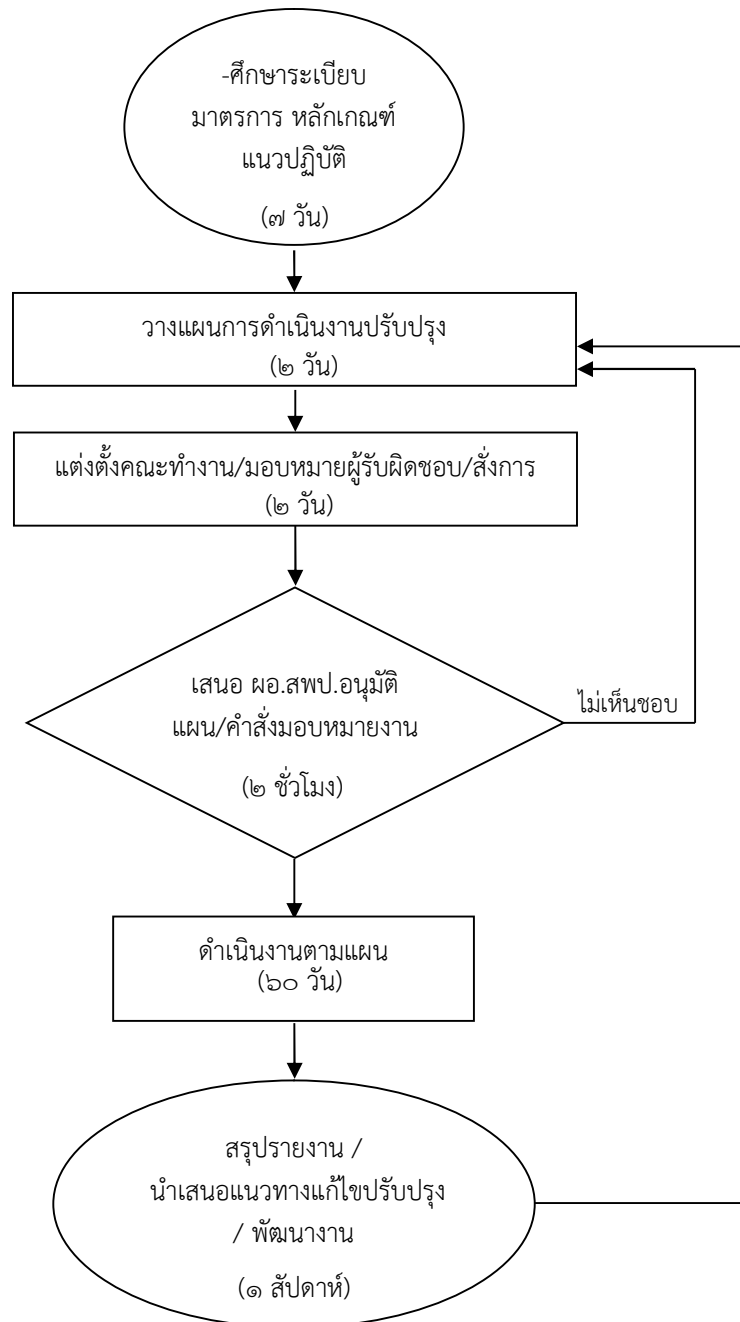 -ศึกษาระเบียบ
มาตรการ หลักเกณฑ์
แนวปฏิบัติ
(๗ วัน)
วางแผนการดำเนินงานปรับปรุง
(๒ วัน)
แต่งตั้งคณะทำงาน/มอบหมายผู้รับผิดชอบ/สั่งการ
(๒ วัน)
เสนอ ผอ.สพป.อนุมัติ
แผน/คำสั่งมอบหมายงาน
(๒ ชั่วโมง)
ไม่เห็นชอบ
ดำเนินงานตามแผน
(๖๐ วัน)
สรุปรายงาน /
นำเสนอแนวทางแก้ไขปรับปรุง
/ พัฒนางาน
(๑ สัปดาห์)